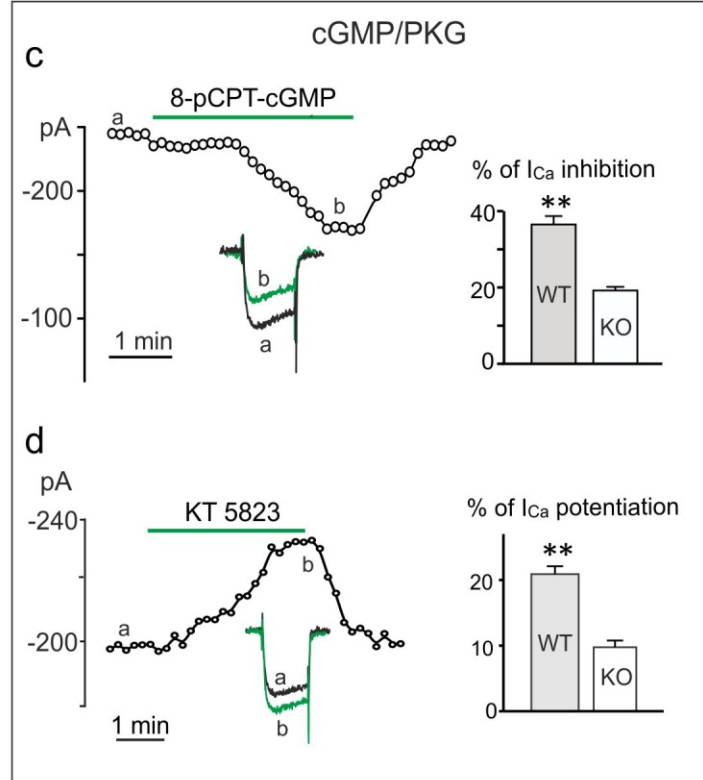 cGMP/PKG
c
8-pCPT-cGMP
a
pA
-200
b
b
a
-100
1 min
% of ICa inhibition
**
40
WT
20
KO
0
d
pA
KT 5823
-240
b
a
-200
a
b
1 min
% of ICa potentiation
**
20
WT
10
KO
0